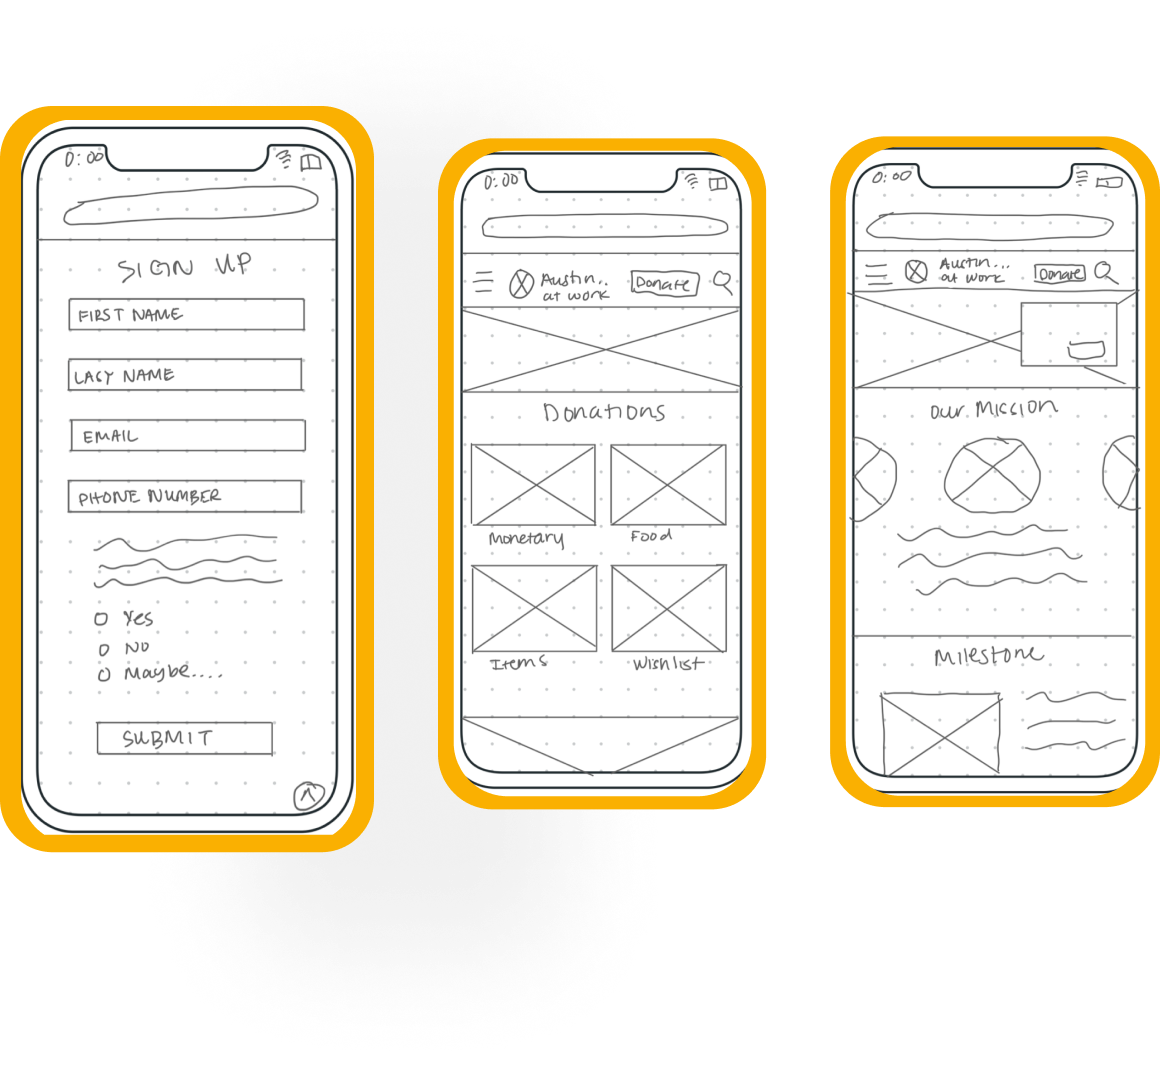 0:00
SIGN UP
FIRST NAME
LAST NAME
EMAIL
PHONE NUMBER
Yes
NO
Maybe....
SUBMIT
0:00
Austin..
at work
Donate
Donations
Monetary
Food
Items
Wishlist
0:00
Austin...
at work
Donate
our Mission
Milestone